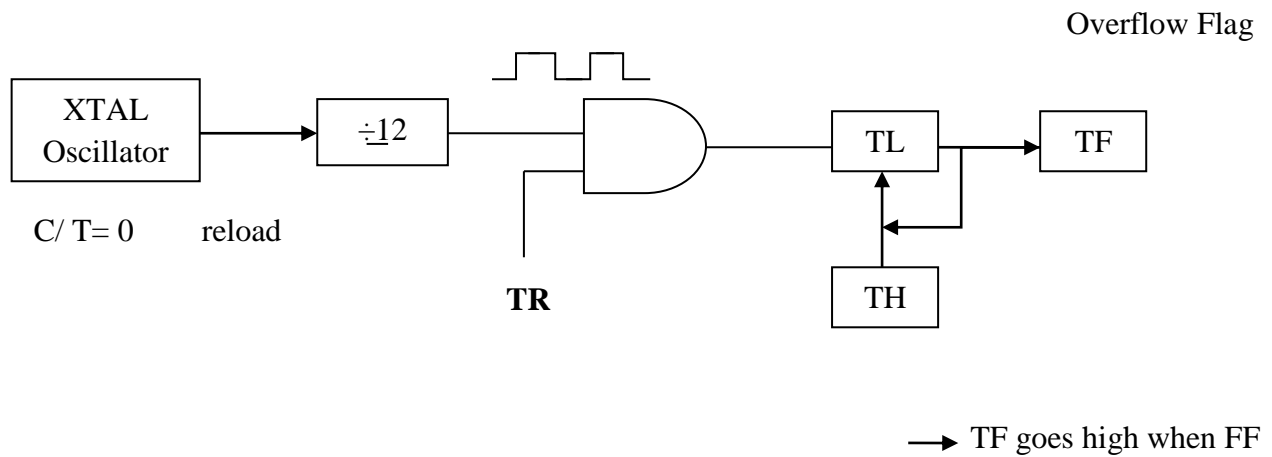 Overflow Flag
XTAL
Oscillator
÷12
TL
TF
C/ T= 0 reload
TR
TH
TF goes high when FF